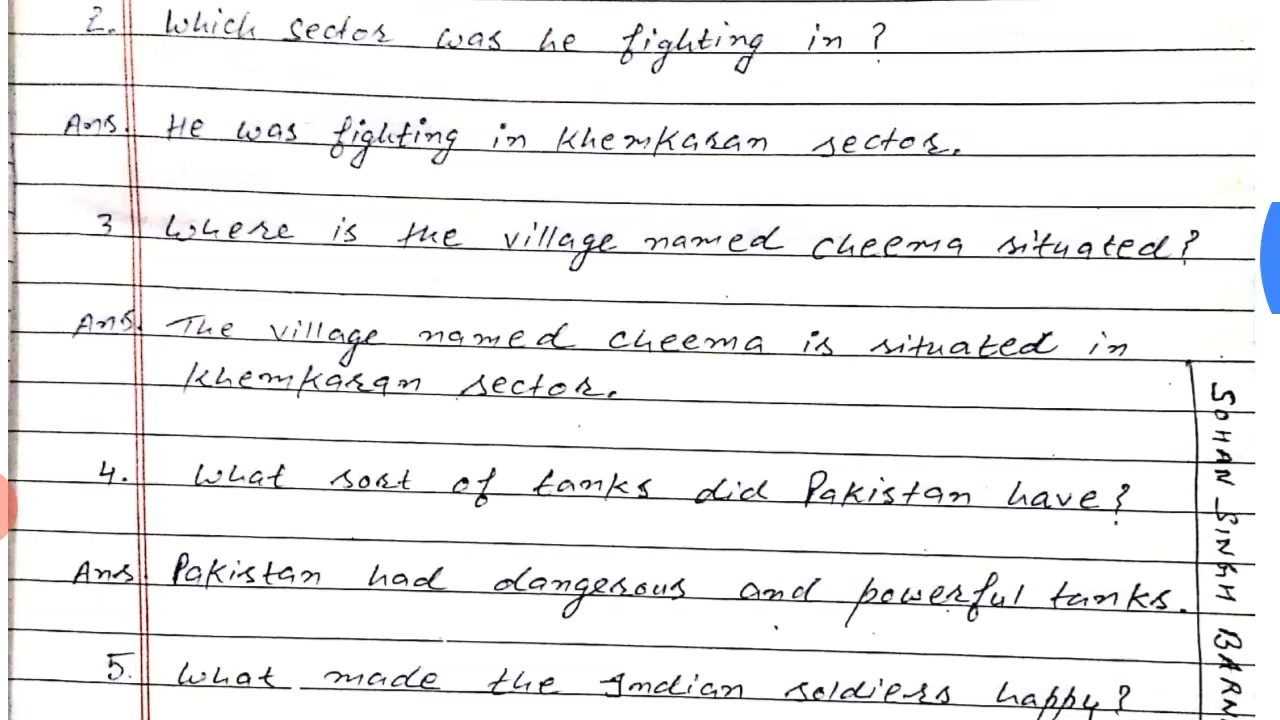 2. Which sector was he fighting in?
Ans. He was fighting in Khemkaran sector.
3 Where is the village named Cheema situated?
Ans. The village named Cheema is situated in
Khemkaran sector.
4. What sort of tanks did Pakistan have?
Ans Pakistan had dangerous and powerful tanks.
5. What made the Indian soldiers happy?
SOHAN SINGH BARN